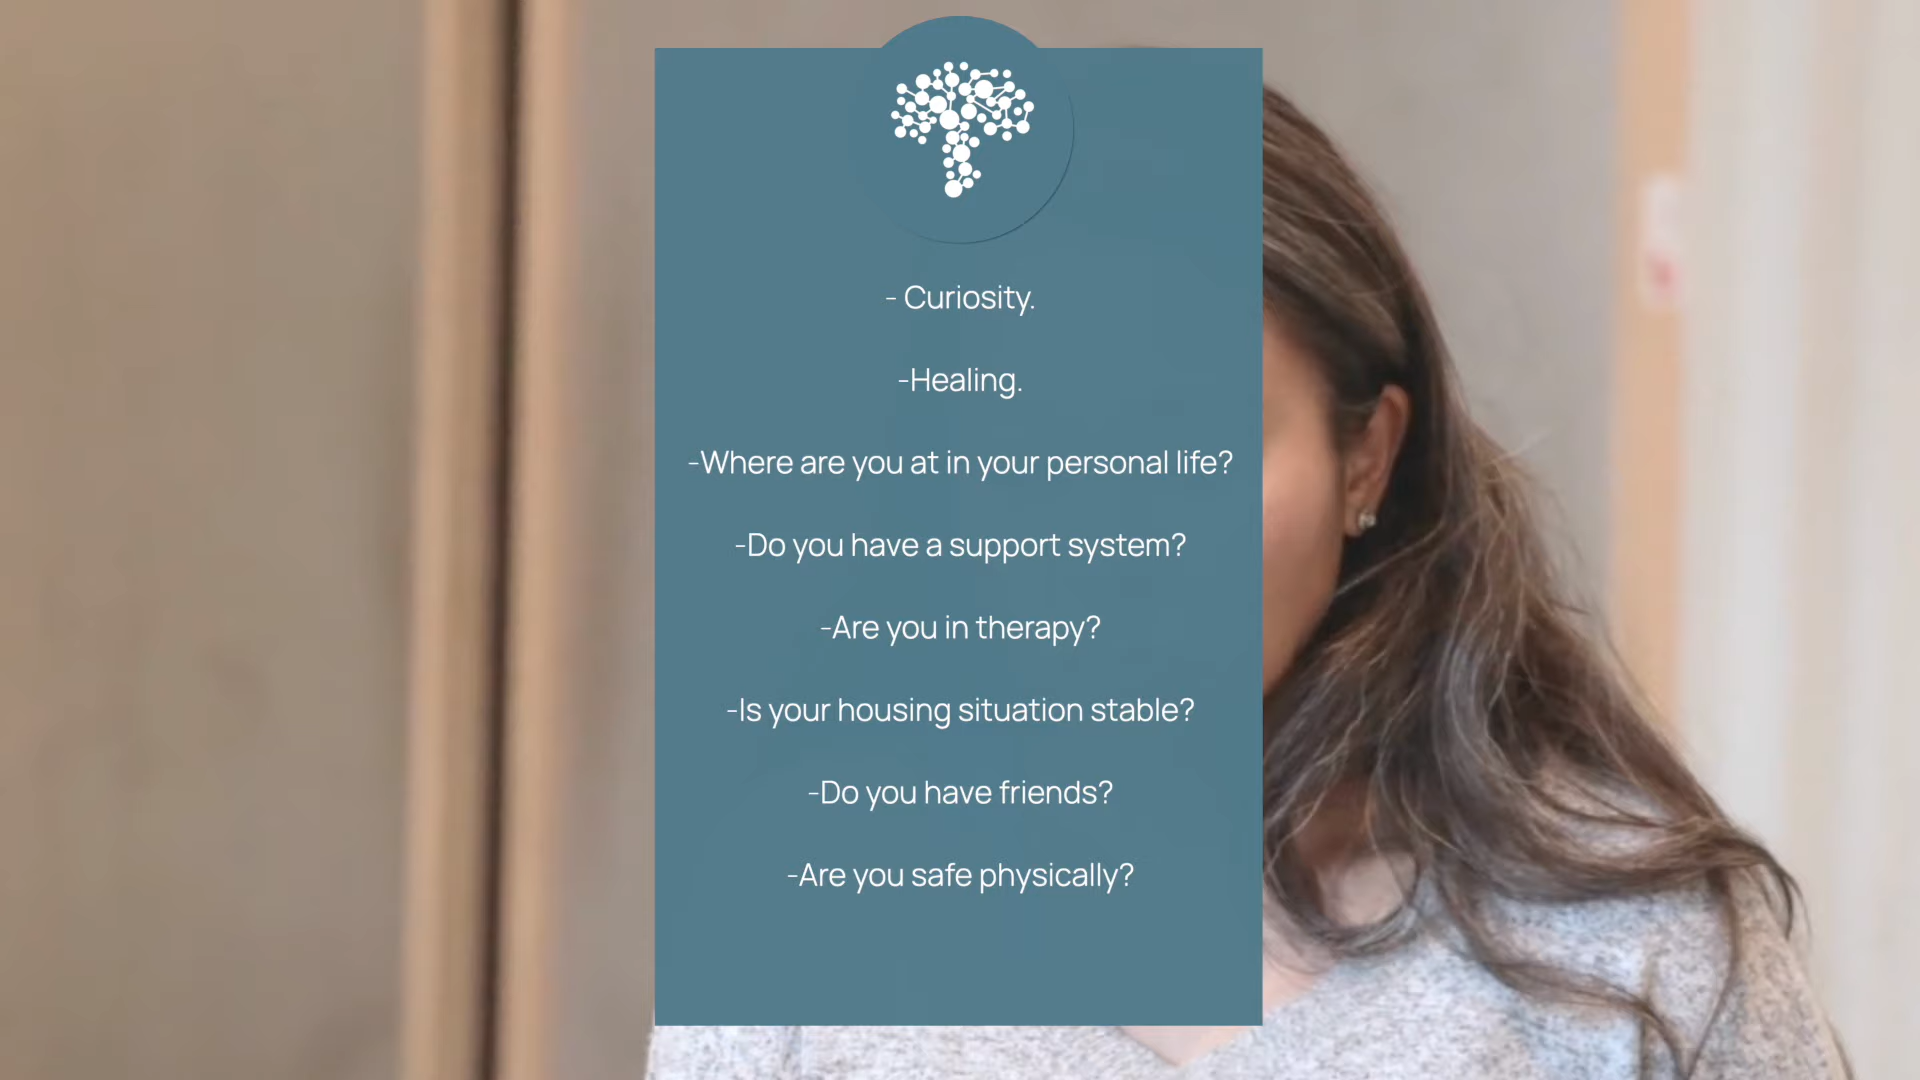 - Curiosity.
-Healing.
-Where are you at in your personal life?
-Do you have a support system?
-Are you in therapy?
-Is your housing situation stable?
-Do you have friends?
-Are you safe physically?